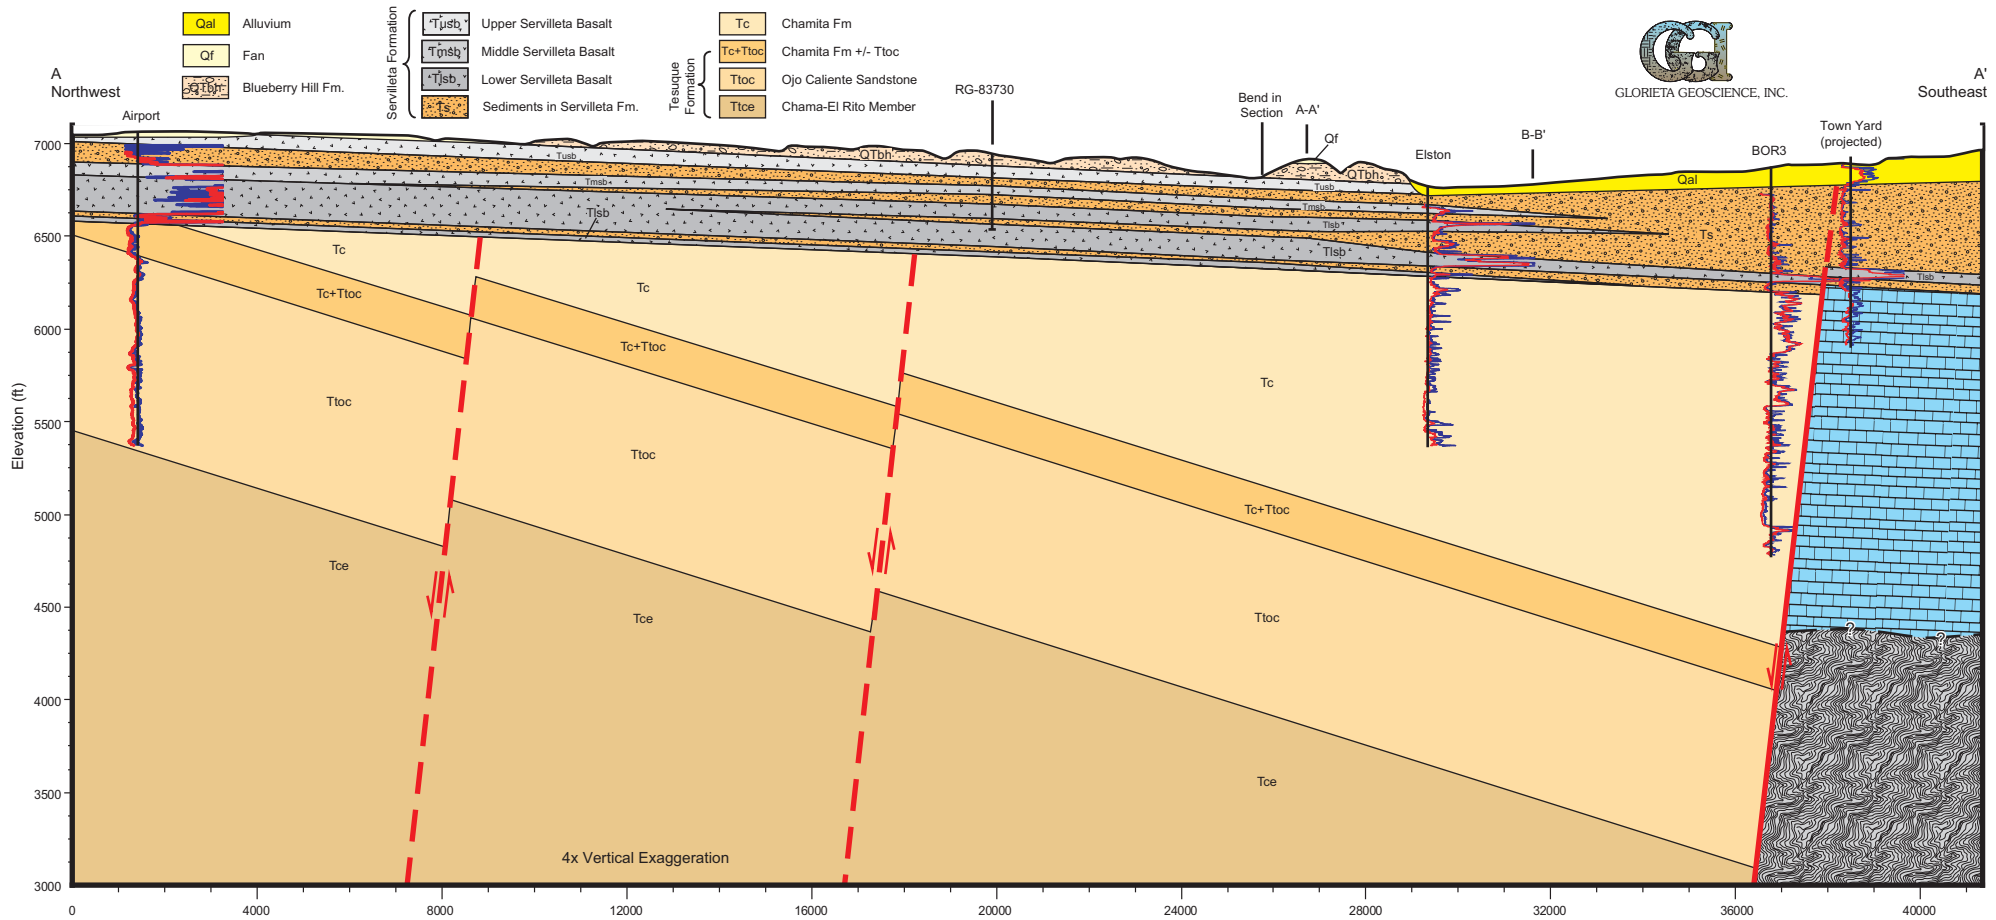 A
Northwest
Airport
Qal Alluvium
Qf Fan
QTbh Blueberry Hill Fm.
Servilleta Formation
Tusb Upper Servilleta Basalt
Tmsb Middle Servilleta Basalt
Tlsb Lower Servilleta Basalt
Ts Sediments in Servilleta Fm.
Tesuque
Formation
Tc Chamita Fm
Tc+Ttoc Chamita Fm +/- Ttoc
Ttoc Ojo Caliente Sandstone
Ttce Chama-El Rito Member
RG-83730
Bend in
Section
A-A'
Qf
Elston
B-B'
BOR3
Town Yard
(projected)
GGI
GLORIETA GEOSCIENCE, INC.
A'
Southeast
Elevation (ft)
7000
6500
6000
5500
5000
4500
4000
3500
3000
QTbh
QTbh
Qal
Tusb
Tusb
Tmsb
Tmsb
Tlsb
Tlsb
Tlsb
Tlsb
Ts
Tc
Tc
Tc
Tc+Ttoc
Tc+Ttoc
Tc+Ttoc
Ttoc
Ttoc
Ttoc
Tce
Tce
Tce
?
?
4x Vertical Exaggeration
0 4000 8000 12000 16000 20000 24000 28000 32000 36000 40000